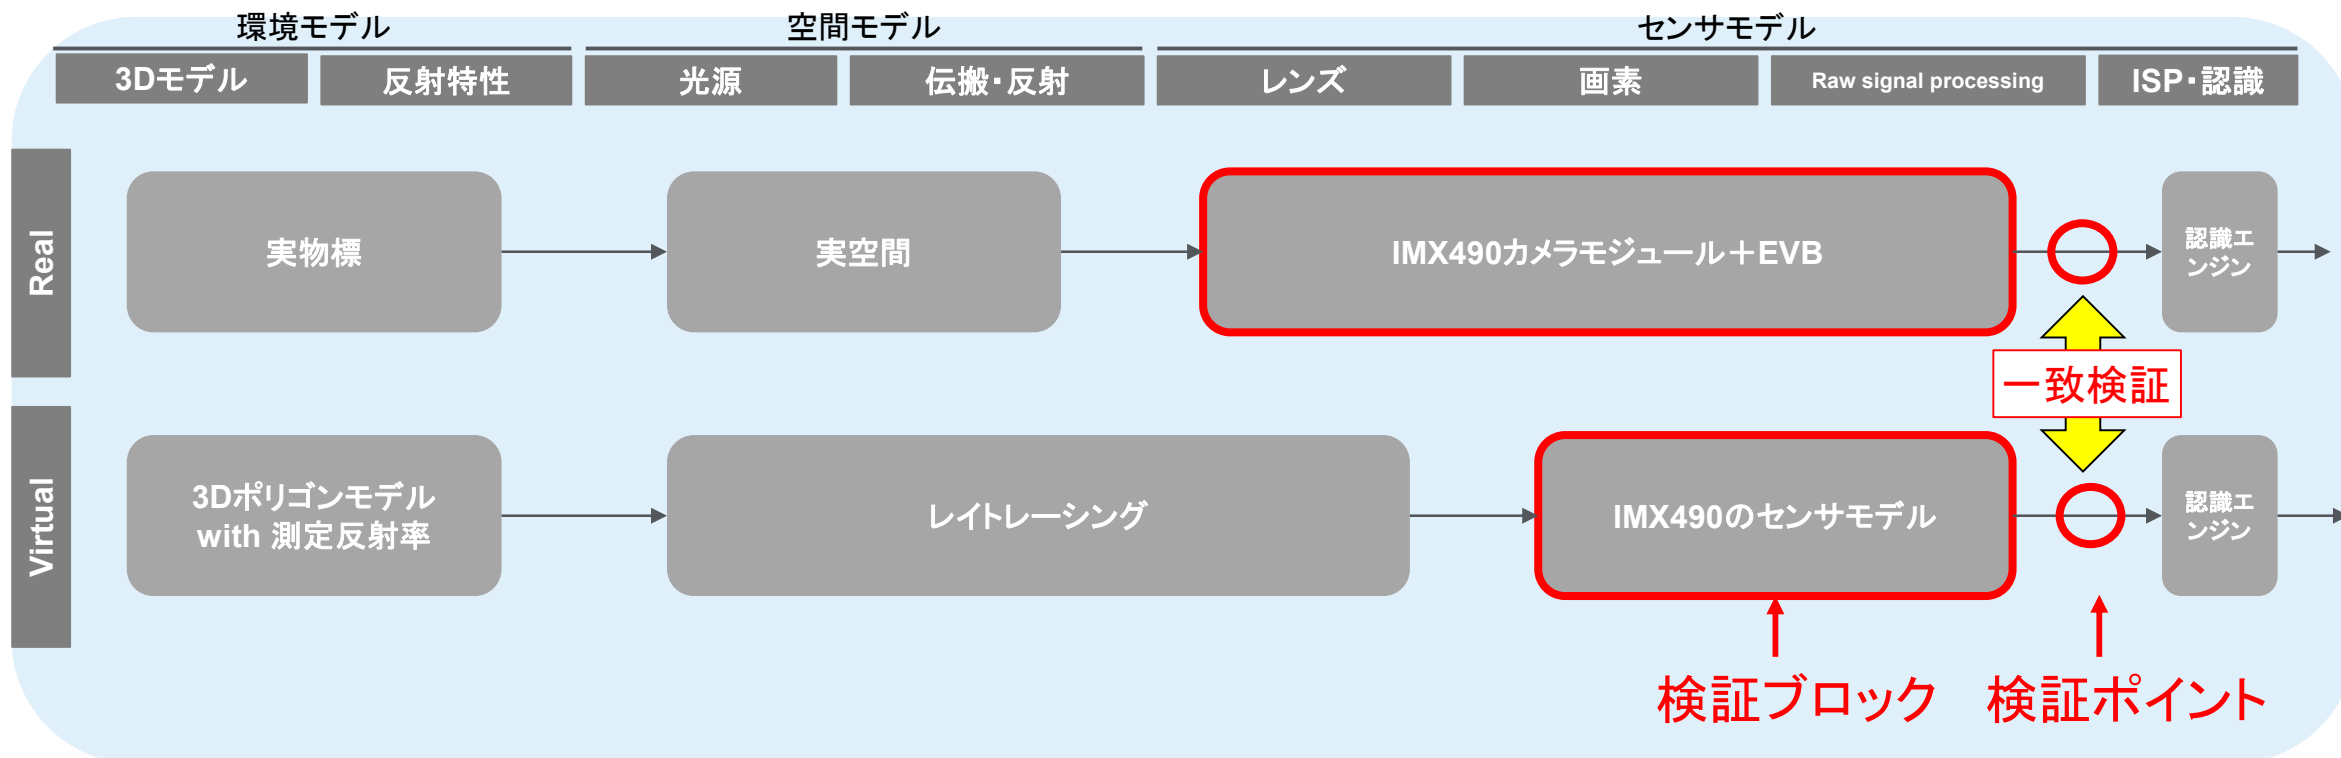 環境モデル
空間モデル
センサモデル
3Dモデル
反射特性
光源
伝搬・反射
レンズ
画素
Raw signal processing
ISP・認識
Real
実物標
実空間
IMX490カメラモジュール＋EVB
認識エ
ンジン
一致検証
Virtual
3Dポリゴンモデル
with 測定反射率
レイトレーシング
IMX490のセンサモデル
認識エ
ンジン
検証ブロック
検証ポイント